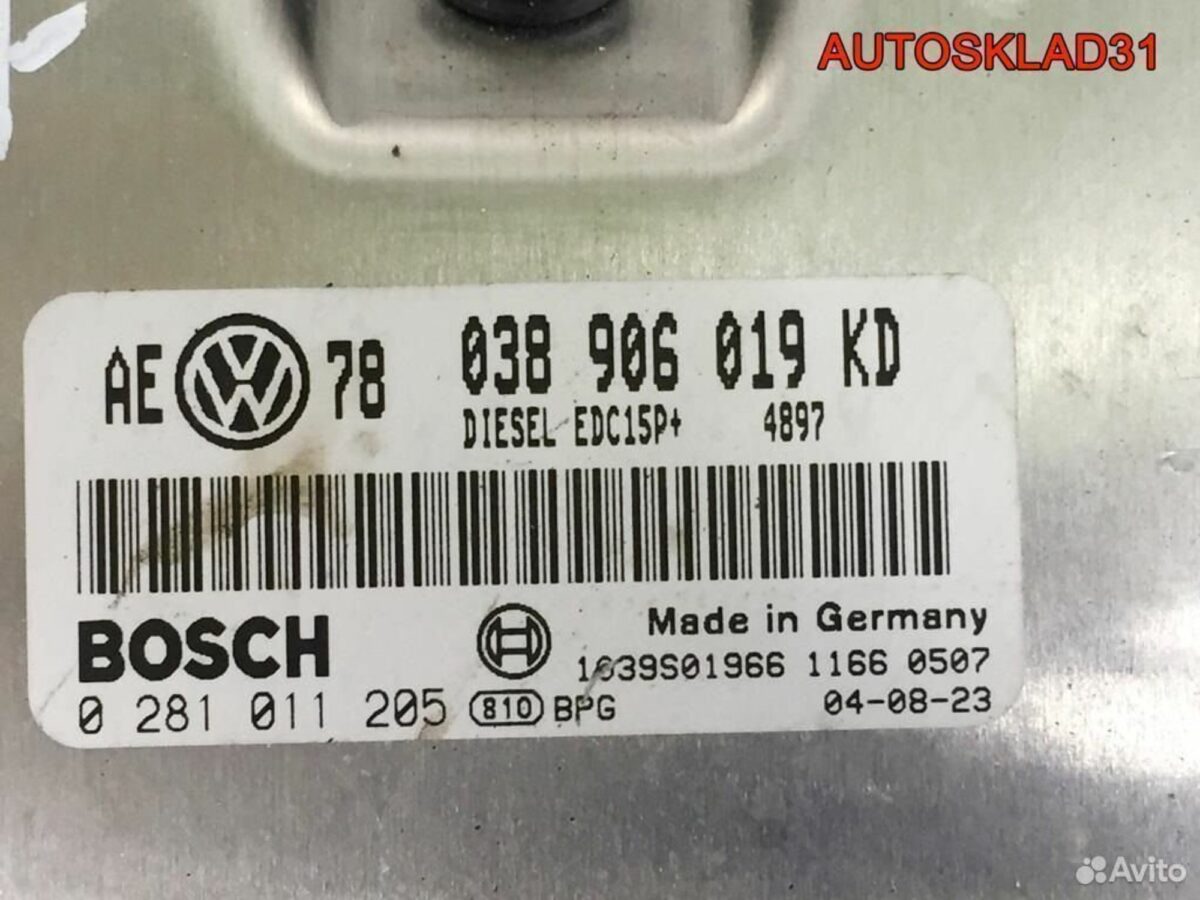 AUTOSKLAD31
AE 78 038 906 019 KD
DIESEL EDC15P+ 4897
BOSCH
Made in Germany
1639S01966 1166 0507
0 281 011 205 810 BPG
04-08-23
Avito